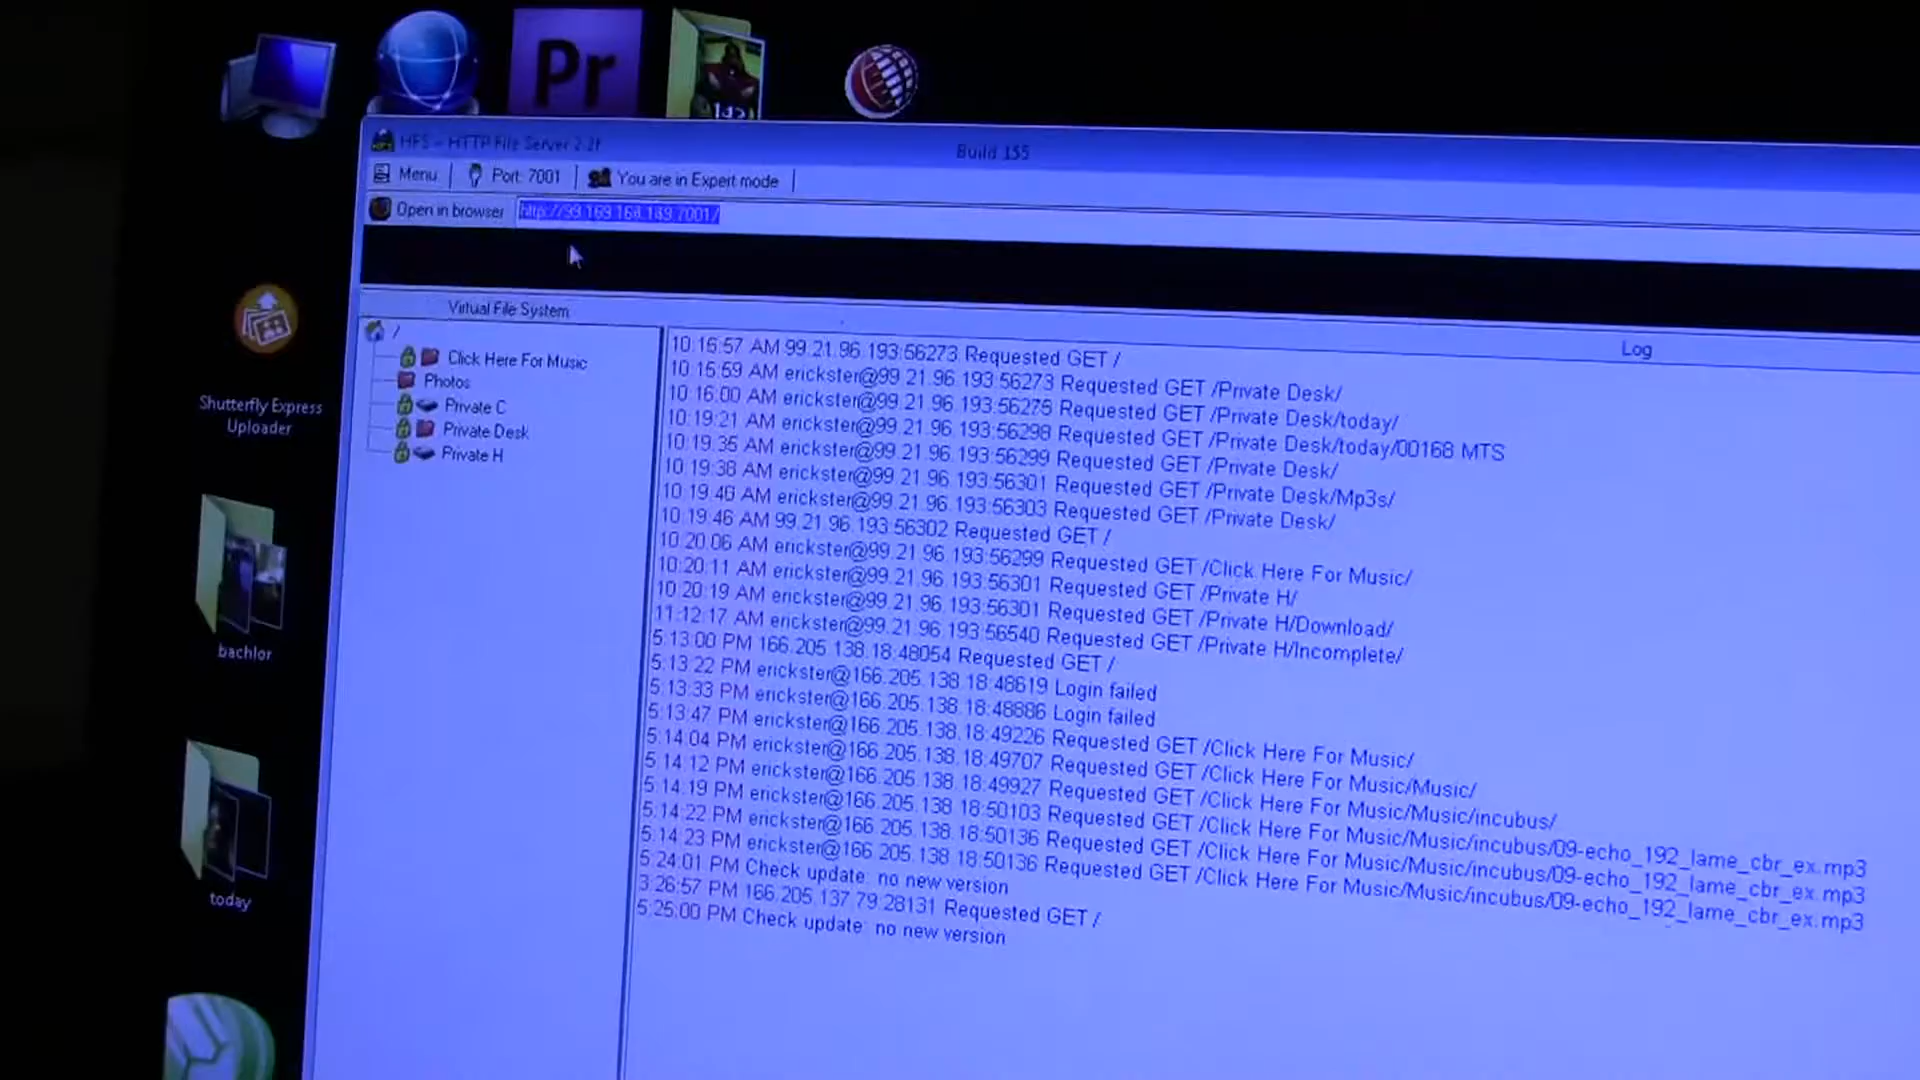 Pr
HFS ~ HTTP File Server 2.2f
Build 155
Menu
Port: 7001
You are in Expert mode
Open in browser
http://99.169.164.149:7001/
Virtual File System
Log
/
Click Here For Music
Photos
Private C
Private Desk
Private H
10:15:57 AM 99.21.96.193:56273 Requested GET /
10:15:59 AM erickster@99.21.96.193:56273 Requested GET /Private Desk/
10:16:00 AM erickster@99.21.96.193:56275 Requested GET /Private Desk/today/
10:19:21 AM erickster@99.21.96.193:56298 Requested GET /Private Desk/today/00168.MTS
10:19:35 AM erickster@99.21.96.193:56299 Requested GET /Private Desk/
10:19:38 AM erickster@99.21.96.193:56301 Requested GET /Private Desk/Mp3s/
10:19:40 AM erickster@99.21.96.193:56303 Requested GET /Private Desk/
10:19:46 AM 99.21.96.193:56302 Requested GET /
10:20:06 AM erickster@99.21.96.193:56299 Requested GET /Click Here For Music/
10:20:11 AM erickster@99.21.96.193:56301 Requested GET /Private H/
10:20:19 AM erickster@99.21.96.193:56301 Requested GET /Private H/Download/
11:12:17 AM erickster@99.21.96.193:56540 Requested GET /Private H/Incomplete/
5:13:00 PM 166.205.138.18:48054 Requested GET /
5:13:22 PM erickster@166.205.138.18:48619 Login failed
5:13:33 PM erickster@166.205.138.18:48886 Login failed
5:13:47 PM erickster@166.205.138.18:49226 Requested GET /Click Here For Music/
5:14:04 PM erickster@166.205.138.18:49707 Requested GET /Click Here For Music/Music/
5:14:12 PM erickster@166.205.138.18:49927 Requested GET /Click Here For Music/Music/incubus/
5:14:19 PM erickster@166.205.138.18:50103 Requested GET /Click Here For Music/Music/incubus/09-echo_192_lame_cbr_ex.mp3
5:14:22 PM erickster@166.205.138.18:50136 Requested GET /Click Here For Music/Music/incubus/09-echo_192_lame_cbr_ex.mp3
5:14:23 PM erickster@166.205.138.18:50136 Requested GET /Click Here For Music/Music/incubus/09-echo_192_lame_cbr_ex.mp3
5:24:01 PM Check update: no new version
3:26:57 PM 166.205.137.79:28131 Requested GET /
5:25:00 PM Check update: no new version
Shutterfly Express
Uploader
bachlor
today